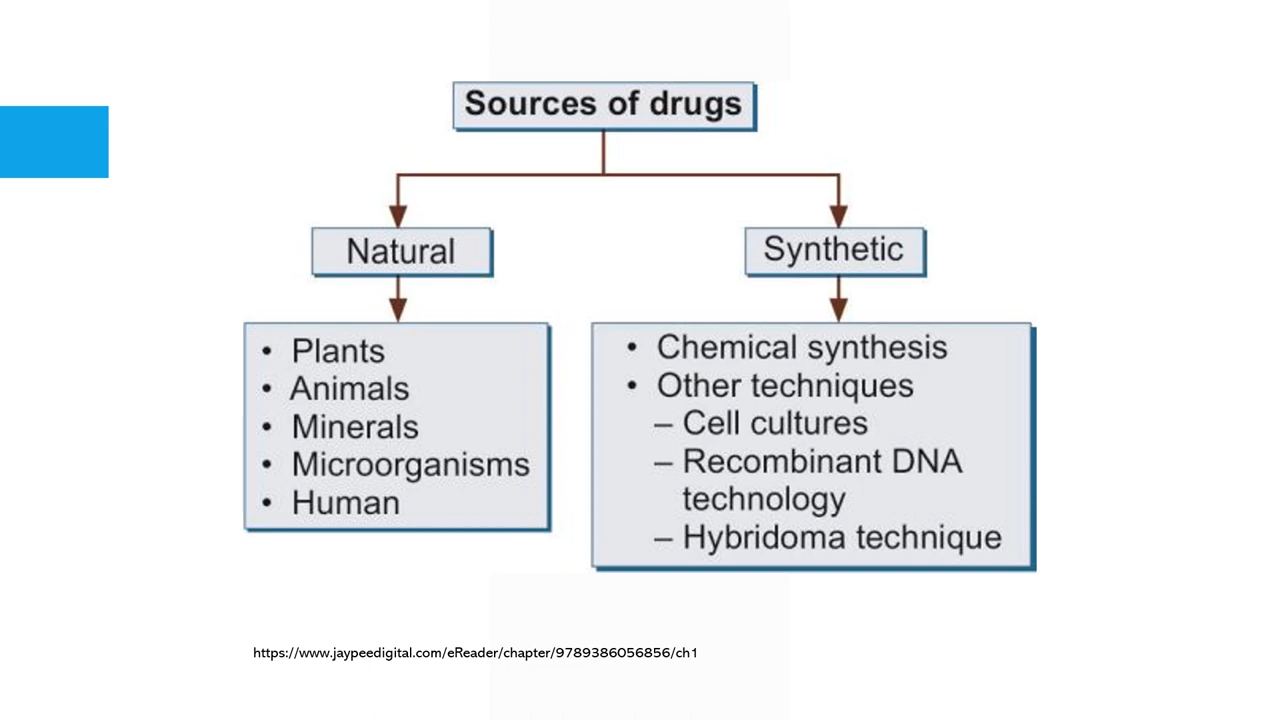 Sources of drugs
Natural
Synthetic
• Plants
• Animals
• Minerals
• Microorganisms
• Human
• Chemical synthesis
• Other techniques
– Cell cultures
– Recombinant DNA
technology
– Hybridoma technique
https://www.jaypeedigital.com/eReader/chapter/9789386056856/ch1